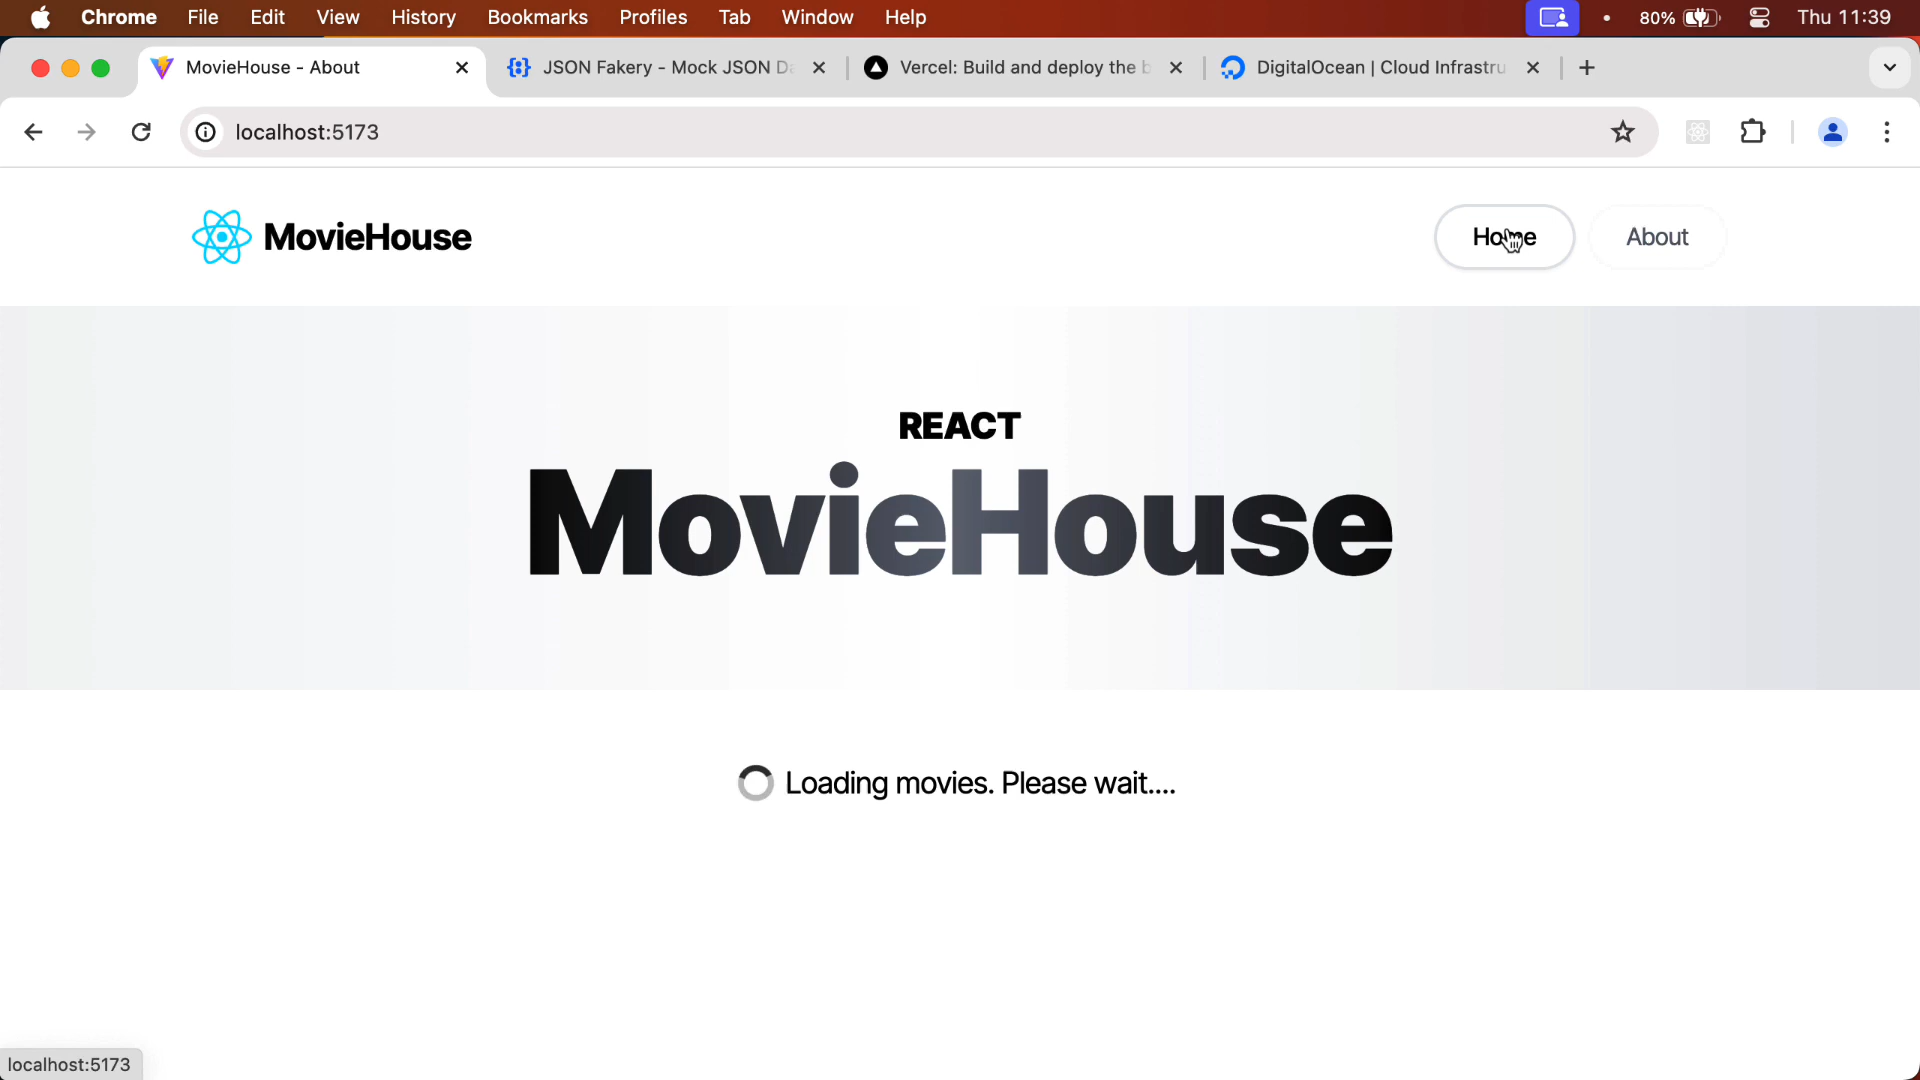 Chrome File Edit View History Bookmarks Profiles Tab Window Help 80% Thu 11:39
MovieHouse - About JSON Fakery - Mock JSON Da Vercel: Build and deploy the b DigitalOcean | Cloud Infrastru
localhost:5173
MovieHouse Home About
REACT
MovieHouse
Loading movies. Please wait....
localhost:5173